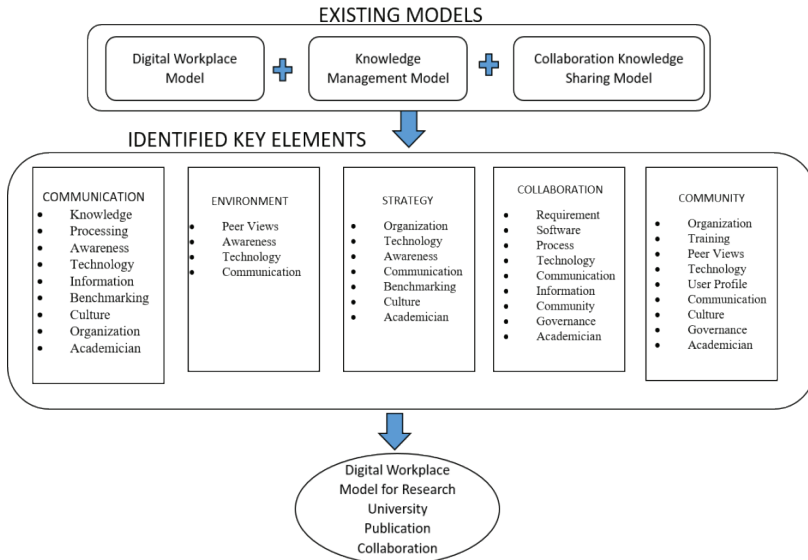 EXISTING MODELS
Digital Workplace
Model
Knowledge
Management Model
Collaboration Knowledge
Sharing Model
IDENTIFIED KEY ELEMENTS
COMMUNICATION
• Knowledge
• Processing
• Awareness
• Technology
• Information
• Benchmarking
• Culture
• Organization
• Academician
ENVIRONMENT
• Peer Views
• Awareness
• Technology
• Communication
STRATEGY
• Organization
• Technology
• Awareness
• Communication
• Benchmarking
• Culture
• Academician
COLLABORATION
• Requirement
• Software
• Process
• Technology
• Communication
• Information
• Community
• Governance
• Academician
COMMUNITY
• Organization
• Training
• Peer Views
• Technology
• User Profile
• Communication
• Culture
• Governance
• Academician
Digital Workplace
Model for Research
University
Publication
Collaboration